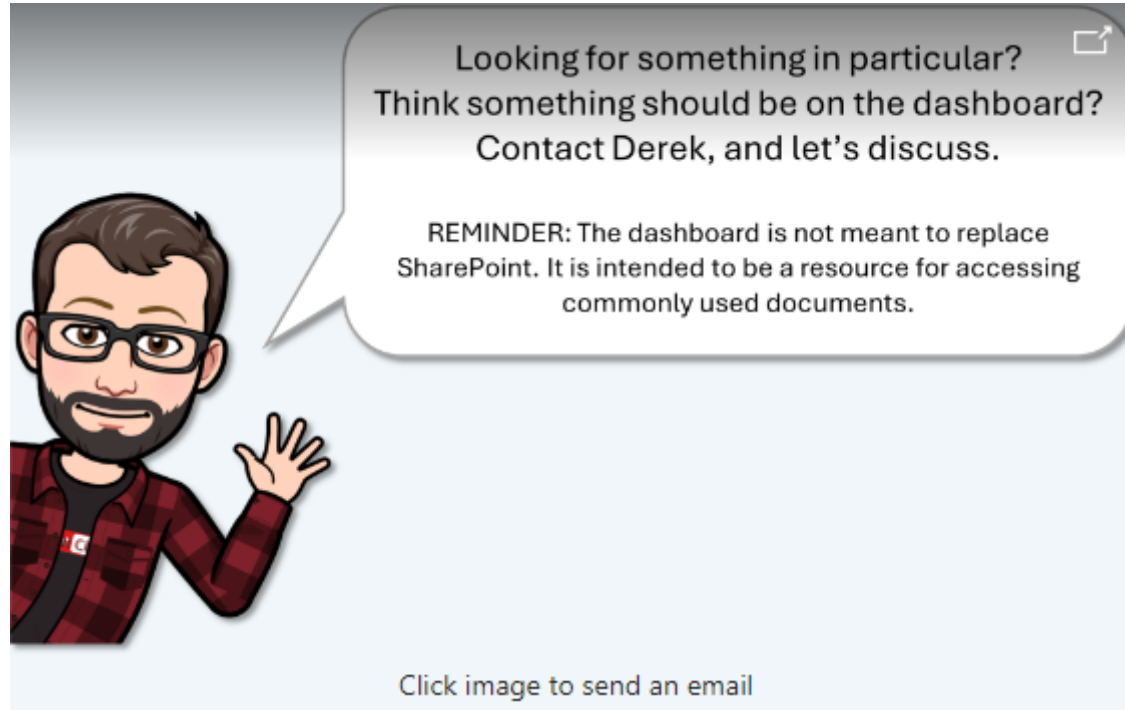 Looking for something in particular?
Think something should be on the dashboard?
Contact Derek, and let’s discuss.
REMINDER: The dashboard is not meant to replace
SharePoint. It is intended to be a resource for accessing
commonly used documents.
Click image to send an email